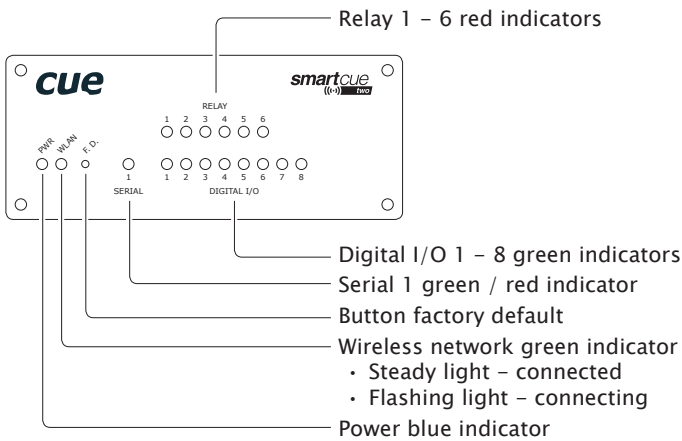 Relay 1 – 6 red indicators
cue
smartcue
two
RELAY
1 2 3 4 5 6
PWR WLAN F. D.
1 1 2 3 4 5 6 7 8
SERIAL DIGITAL I/O
Digital I/O 1 – 8 green indicators
Serial 1 green / red indicator
Button factory default
Wireless network green indicator
• Steady light – connected
• Flashing light – connecting
Power blue indicator